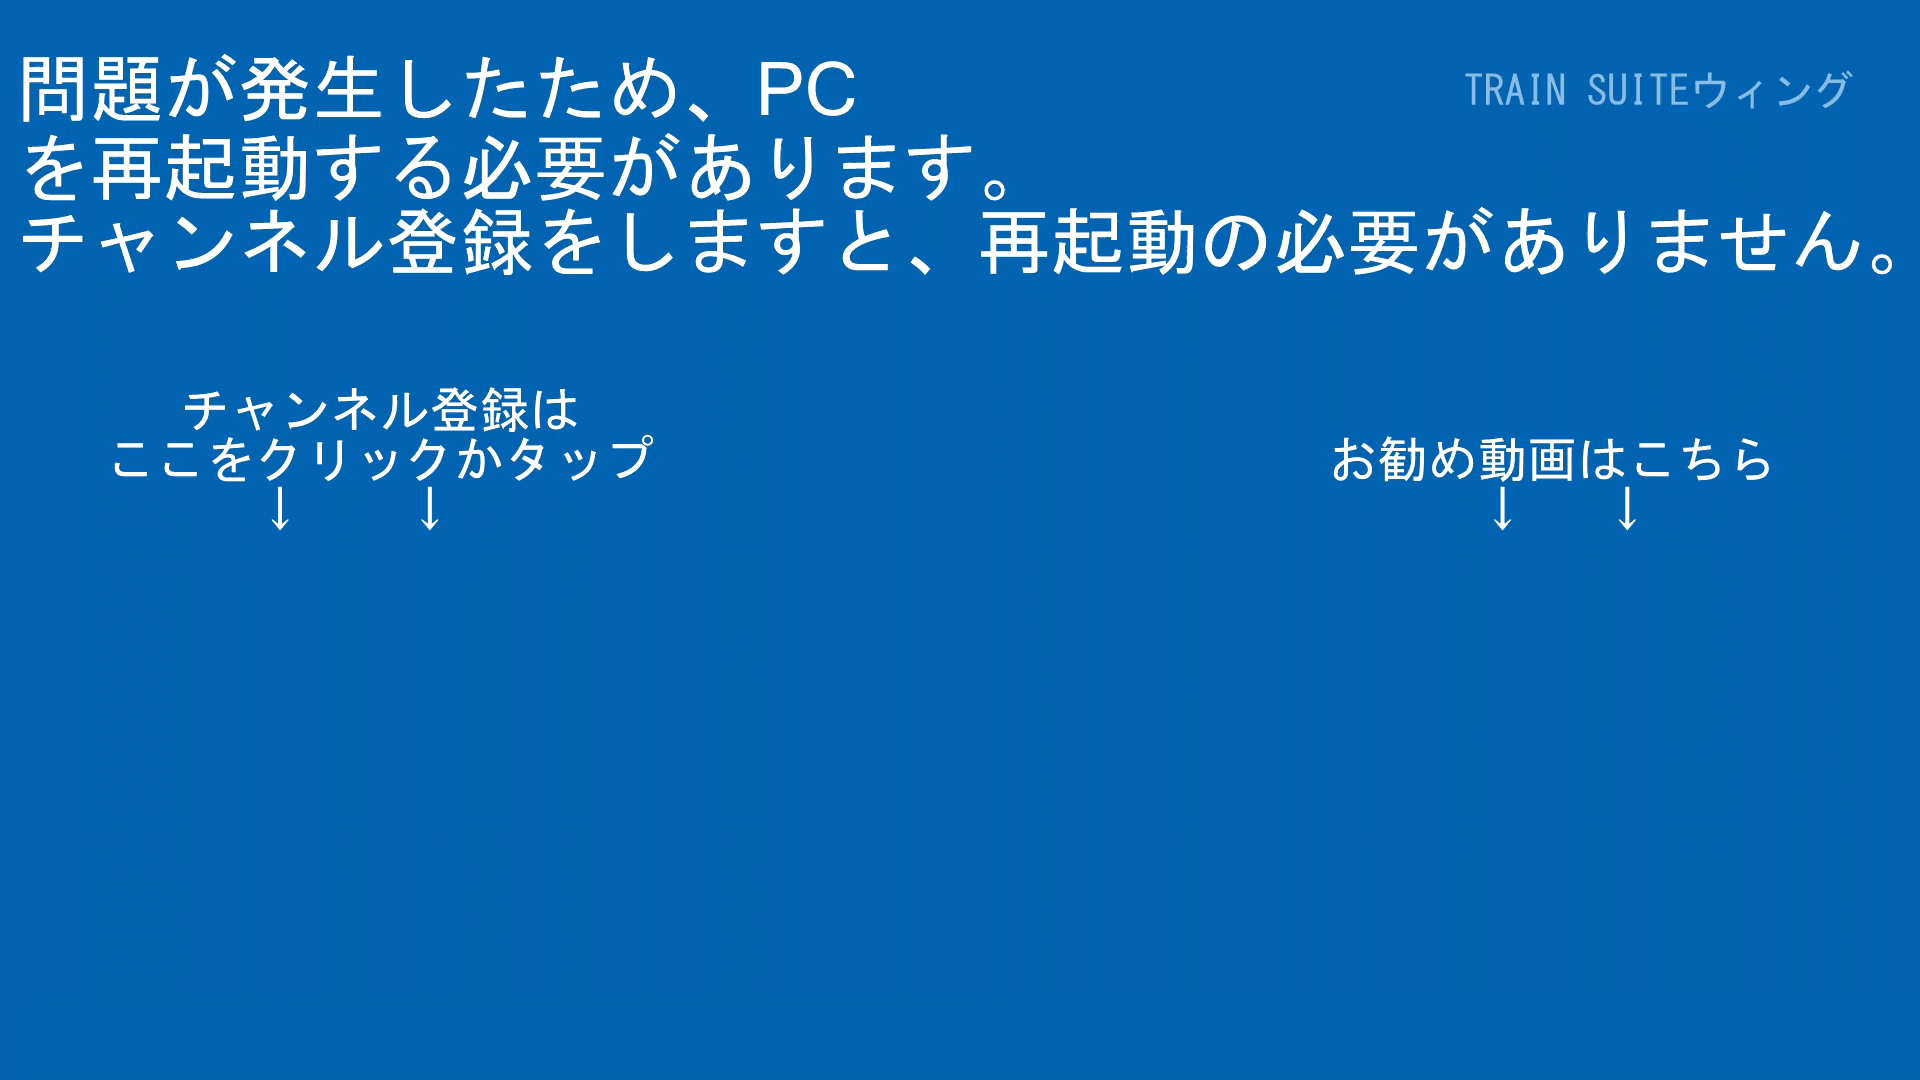 問題が発生したため、PC
を再起動する必要があります。
チャンネル登録をしますと、再起動の必要がありません。
TRAIN SUITEウィング
チャンネル登録は
ここをクリックかタップ
↓ ↓
お勧め動画はこちら
↓ ↓